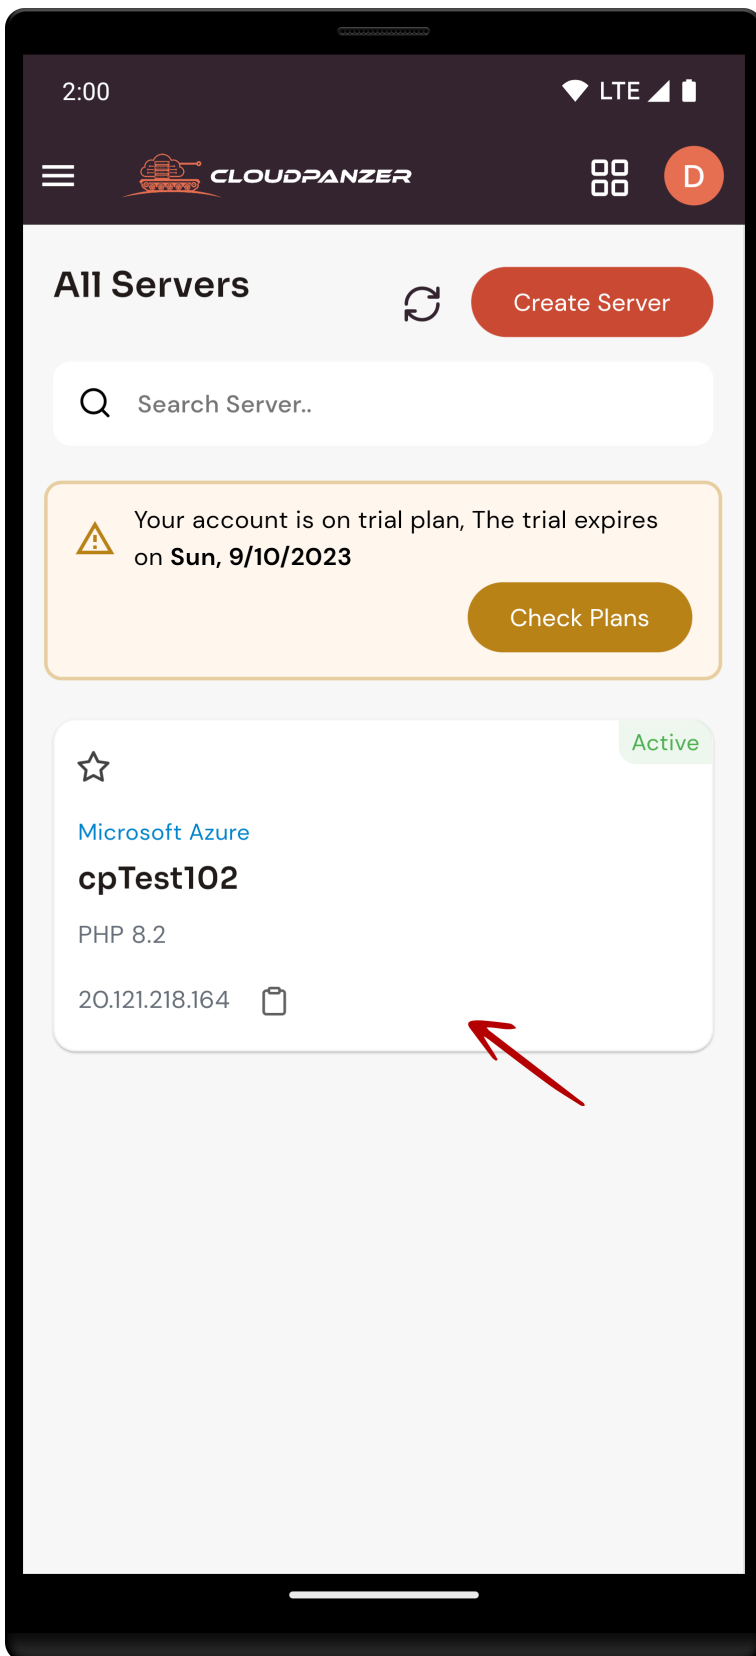 2:00 LTE
CLOUDPANZER D
All Servers
Create Server
Search Server..
Your account is on trial plan, The trial expires
on Sun, 9/10/2023
Check Plans
Active
Microsoft Azure
cpTest102
PHP 8.2
20.121.218.164